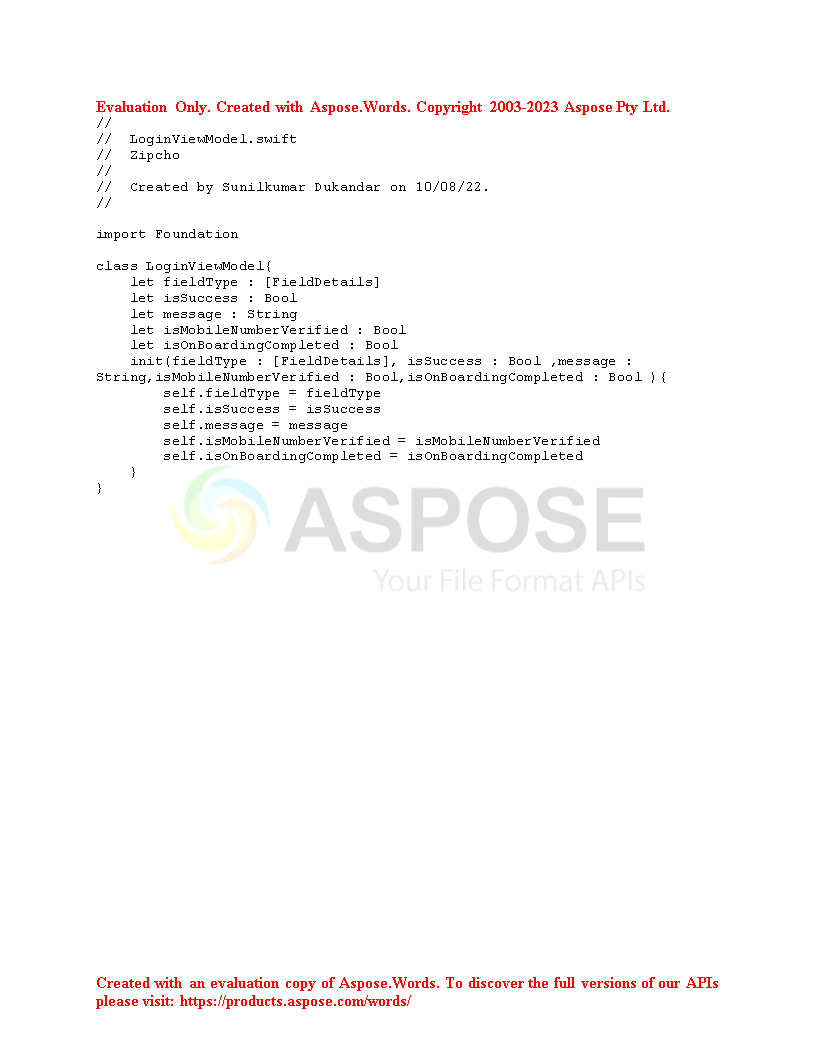 Evaluation Only. Created with Aspose.Words. Copyright 2003-2023 Aspose Pty Ltd.
//
//  LoginViewModel.swift
//  Zipcho
//
//  Created by Sunilkumar Dukandar on 10/08/22.
//

import Foundation

class LoginViewModel{
    let fieldType : [FieldDetails]
    let isSuccess : Bool
    let message : String
    let isMobileNumberVerified : Bool
    let isOnBoardingCompleted : Bool
    init(fieldType : [FieldDetails], isSuccess : Bool ,message :
String,isMobileNumberVerified : Bool,isOnBoardingCompleted : Bool ){
        self.fieldType = fieldType
        self.isSuccess = isSuccess
        self.message = message
        self.isMobileNumberVerified = isMobileNumberVerified
        self.isOnBoardingCompleted = isOnBoardingCompleted
    }
}
ASPOSE
Your File Format APIs
Created with an evaluation copy of Aspose.Words. To discover the full versions of our APIs
please visit: https://products.aspose.com/words/